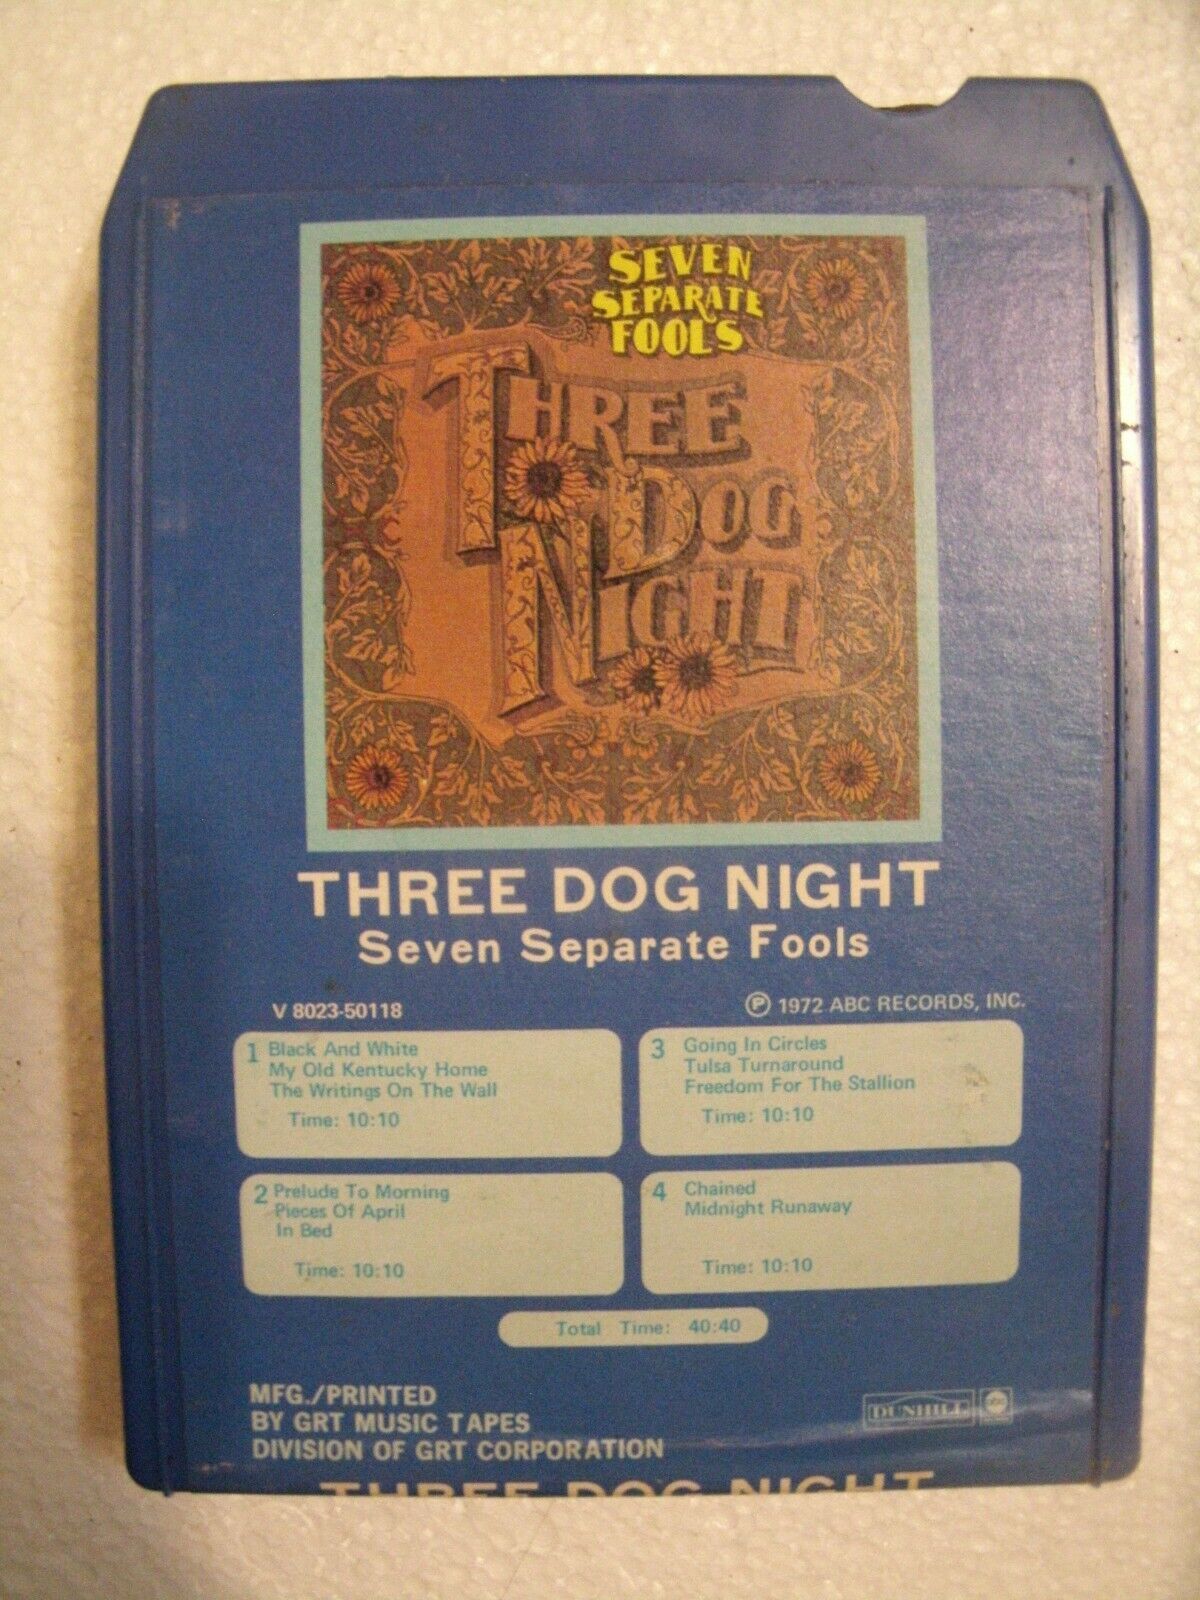 SEVEN
SEPARATE
FOOLS
THREE
DOG
NIGHT
THREE DOG NIGHT
Seven Separate Fools
V 8023-50118
Ⓟ 1972 ABC RECORDS, INC.
1 Black And White
My Old Kentucky Home
The Writings On The Wall
Time: 10:10
2 Prelude To Morning
Pieces Of April
In Bed
Time: 10:10
3 Going In Circles
Tulsa Turnaround
Freedom For The Stallion
Time: 10:10
4 Chained
Midnight Runaway
Time: 10:10
Total Time: 40:40
MFG./PRINTED
BY GRT MUSIC TAPES
DIVISION OF GRT CORPORATION
DUNHILL
abc
THREE DOG NIGHT